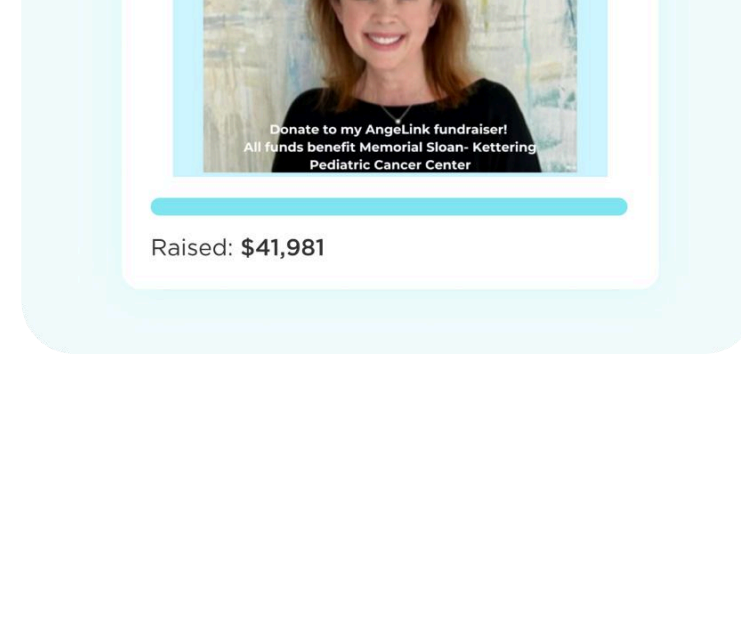 Donate to my AngeLink fundraiser!
All funds benefit Memorial Sloan- Kettering
Pediatric Cancer Center
Raised: $41,981